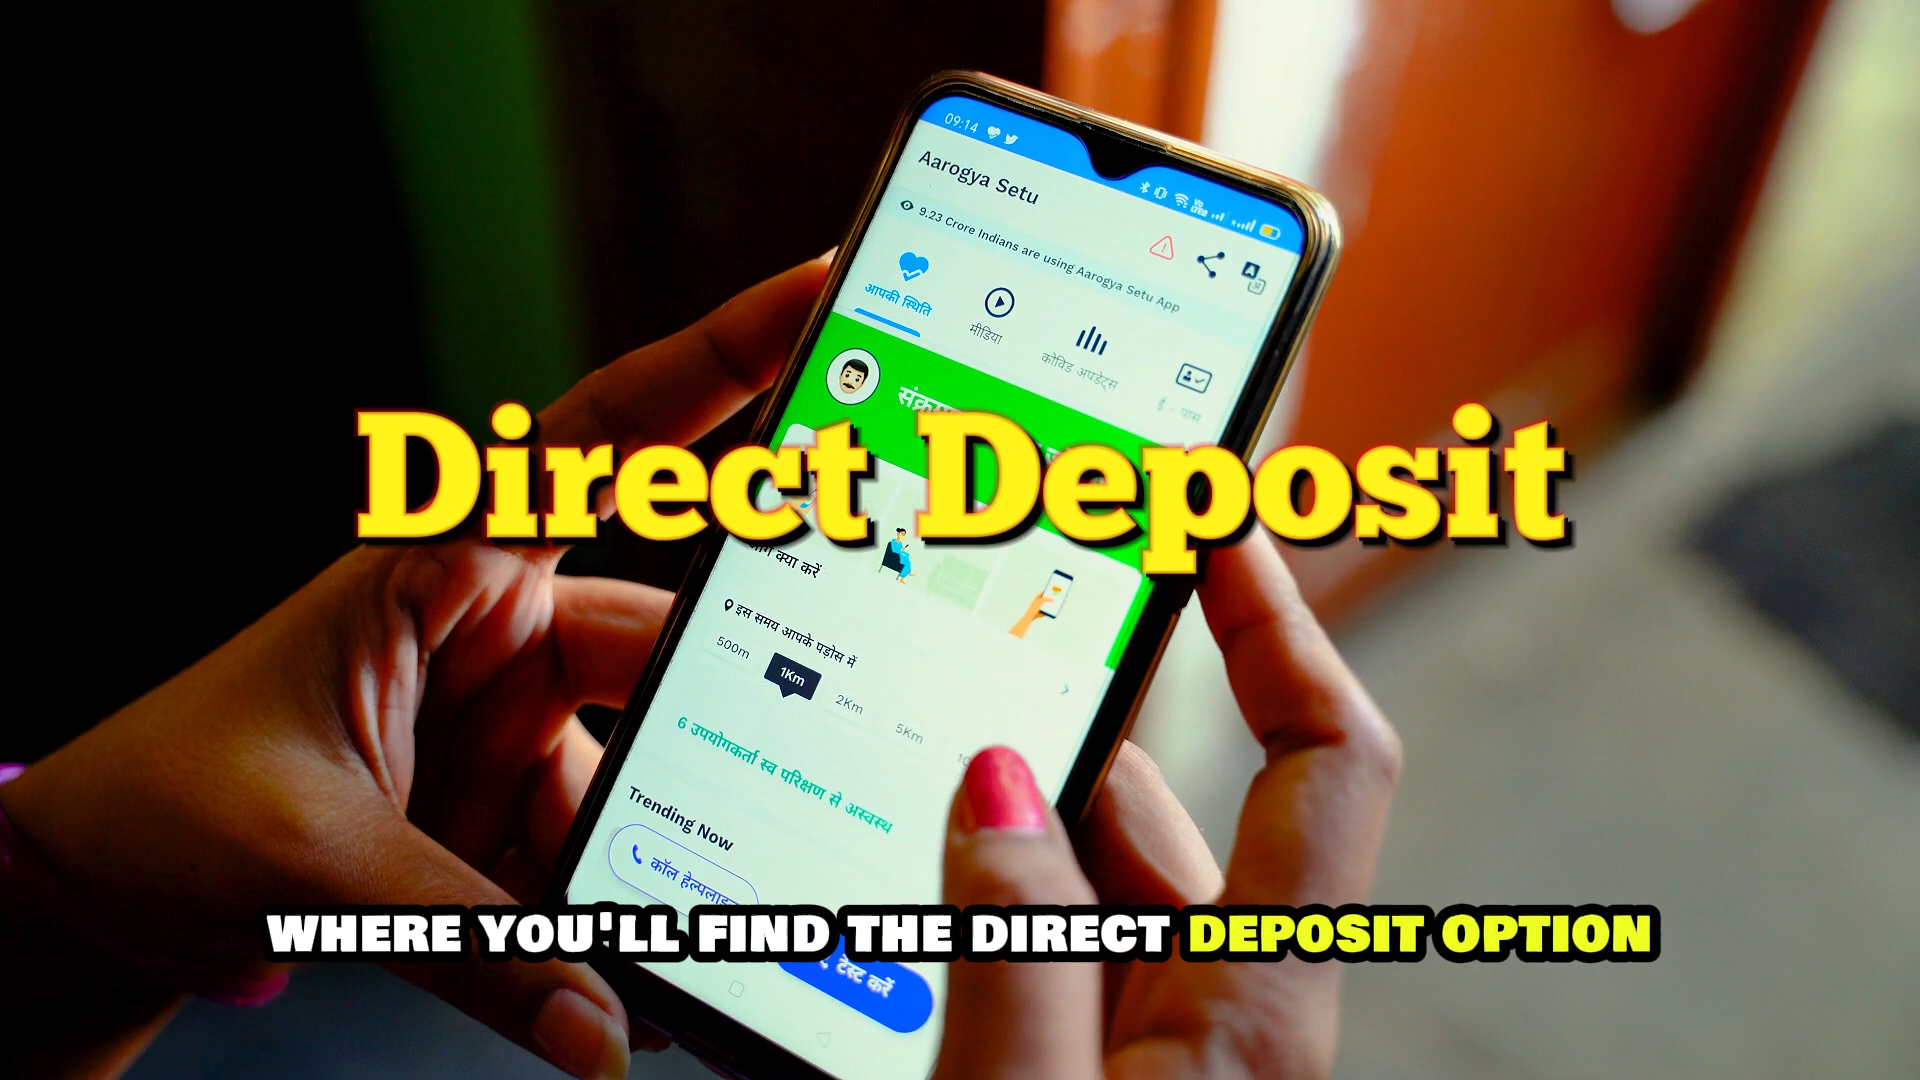 09:14
Aarogya Setu
9.23 Crore Indians are using Aarogya Setu App
आपकी स्थिति
मीडिया
कोविड अपडेट्स
ई - पास
Direct Deposit
क्या करें
इस समय आपके पड़ोस में
500m
1Km
2Km
5Km
6 उपयोगकर्ता स्व परिक्षण से अस्वस्थ
Trending Now
कॉल
WHERE YOU'LL FIND THE DIRECT DEPOSIT OPTION
टेस्ट करें